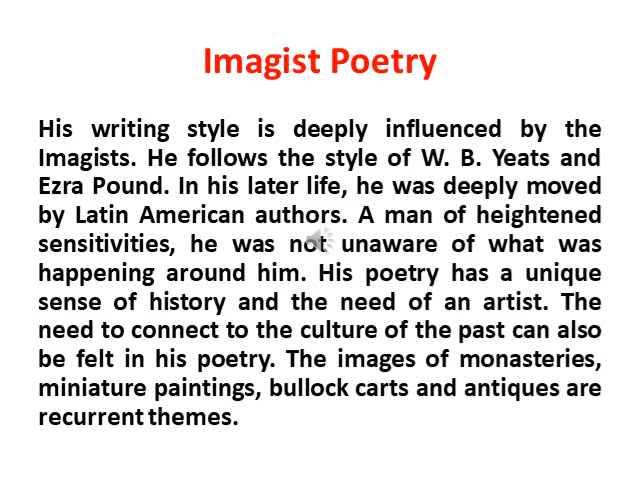 Imagist Poetry
His writing style is deeply influenced by the
Imagists. He follows the style of W. B. Yeats and
Ezra Pound. In his later life, he was deeply moved
by Latin American authors. A man of heightened
sensitivities, he was not unaware of what was
happening around him. His poetry has a unique
sense of history and the need of an artist. The
need to connect to the culture of the past can also
be felt in his poetry. The images of monasteries,
miniature paintings, bullock carts and antiques are
recurrent themes.